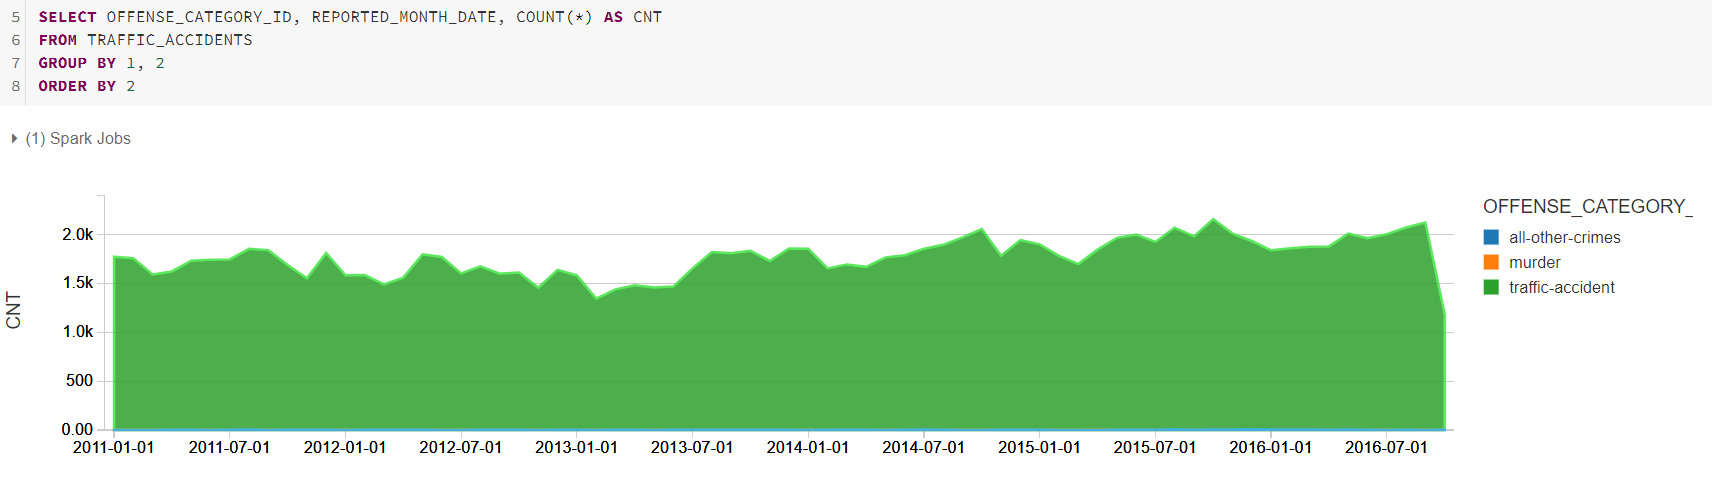 5 SELECT OFFENSE_CATEGORY_ID, REPORTED_MONTH_DATE, COUNT(*) AS CNT
6 FROM TRAFFIC_ACCIDENTS
7 GROUP BY 1, 2
8 ORDER BY 2
(1) Spark Jobs
OFFENSE_CATEGORY_
all-other-crimes
murder
traffic-accident
CNT
2.0k
1.5k
1.0k
500
0.00
2011-01-01 2011-07-01 2012-01-01 2012-07-01 2013-01-01 2013-07-01 2014-01-01 2014-07-01 2015-01-01 2015-07-01 2016-01-01 2016-07-01